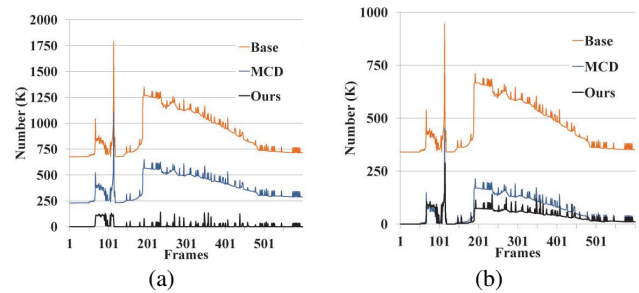 2000
1750
1500
1250
1000
750
500
250
0
Number (K)
Base
MCD
Ours
1 101 201 301 401 501
Frames
(a)
1000
750
500
250
0
Number (K)
Base
MCD
Ours
1 101 201 301 401 501
Frames
(b)